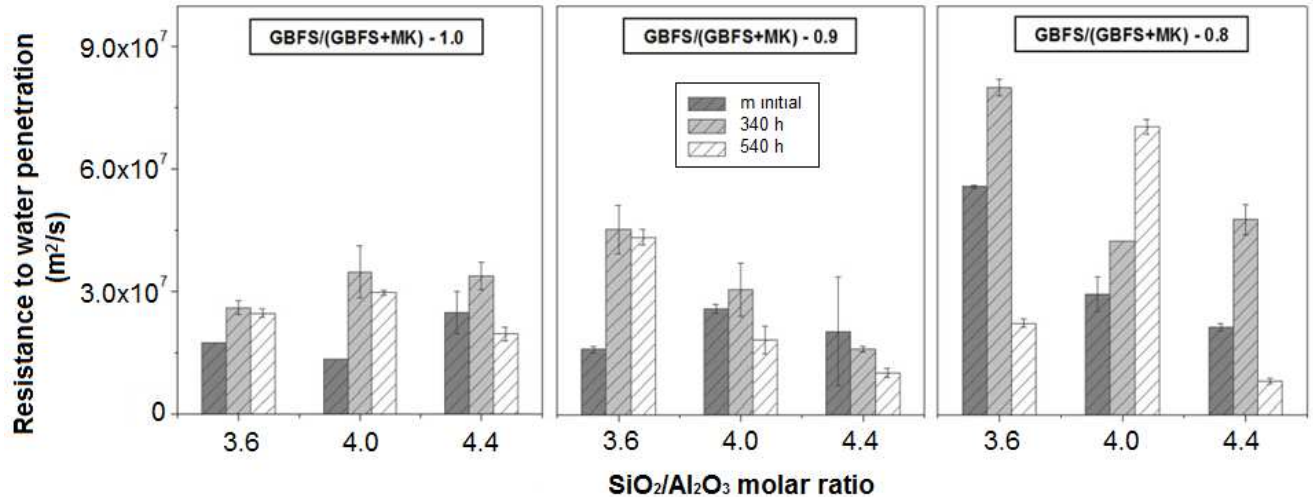 GBFS/(GBFS+MK) - 1.0
GBFS/(GBFS+MK) - 0.9
GBFS/(GBFS+MK) - 0.8
m initial
340 h
540 h
Resistance to water penetration
(m²/s)
9.0x10⁷
6.0x10⁷
3.0x10⁷
0
3.6 4.0 4.4 3.6 4.0 4.4 3.6 4.0 4.4
SiO₂/Al₂O₃ molar ratio